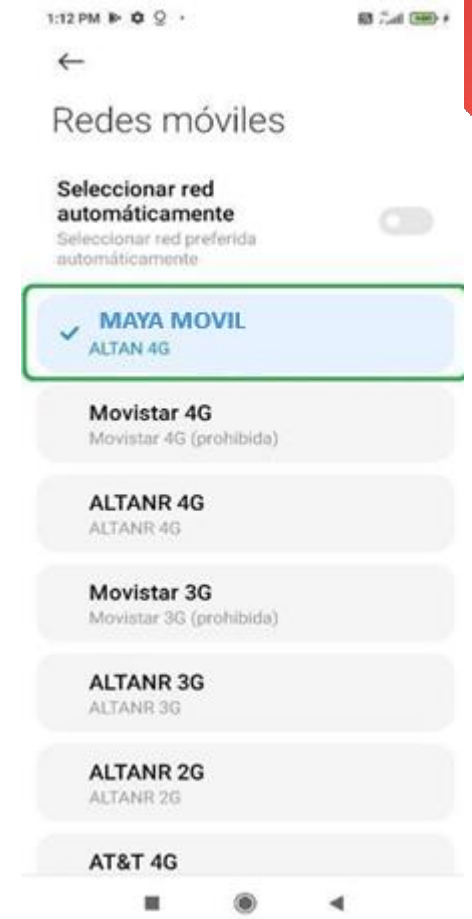 1:12 PM
Redes móviles
Seleccionar red
automáticamente
Seleccionar red preferida
automáticamente
MAYA MOVIL
ALTAN 4G
Movistar 4G
Movistar 4G (prohibida)
ALTANR 4G
ALTANR 4G
Movistar 3G
Movistar 3G (prohibida)
ALTANR 3G
ALTANR 3G
ALTANR 2G
ALTANR 2G
AT&T 4G